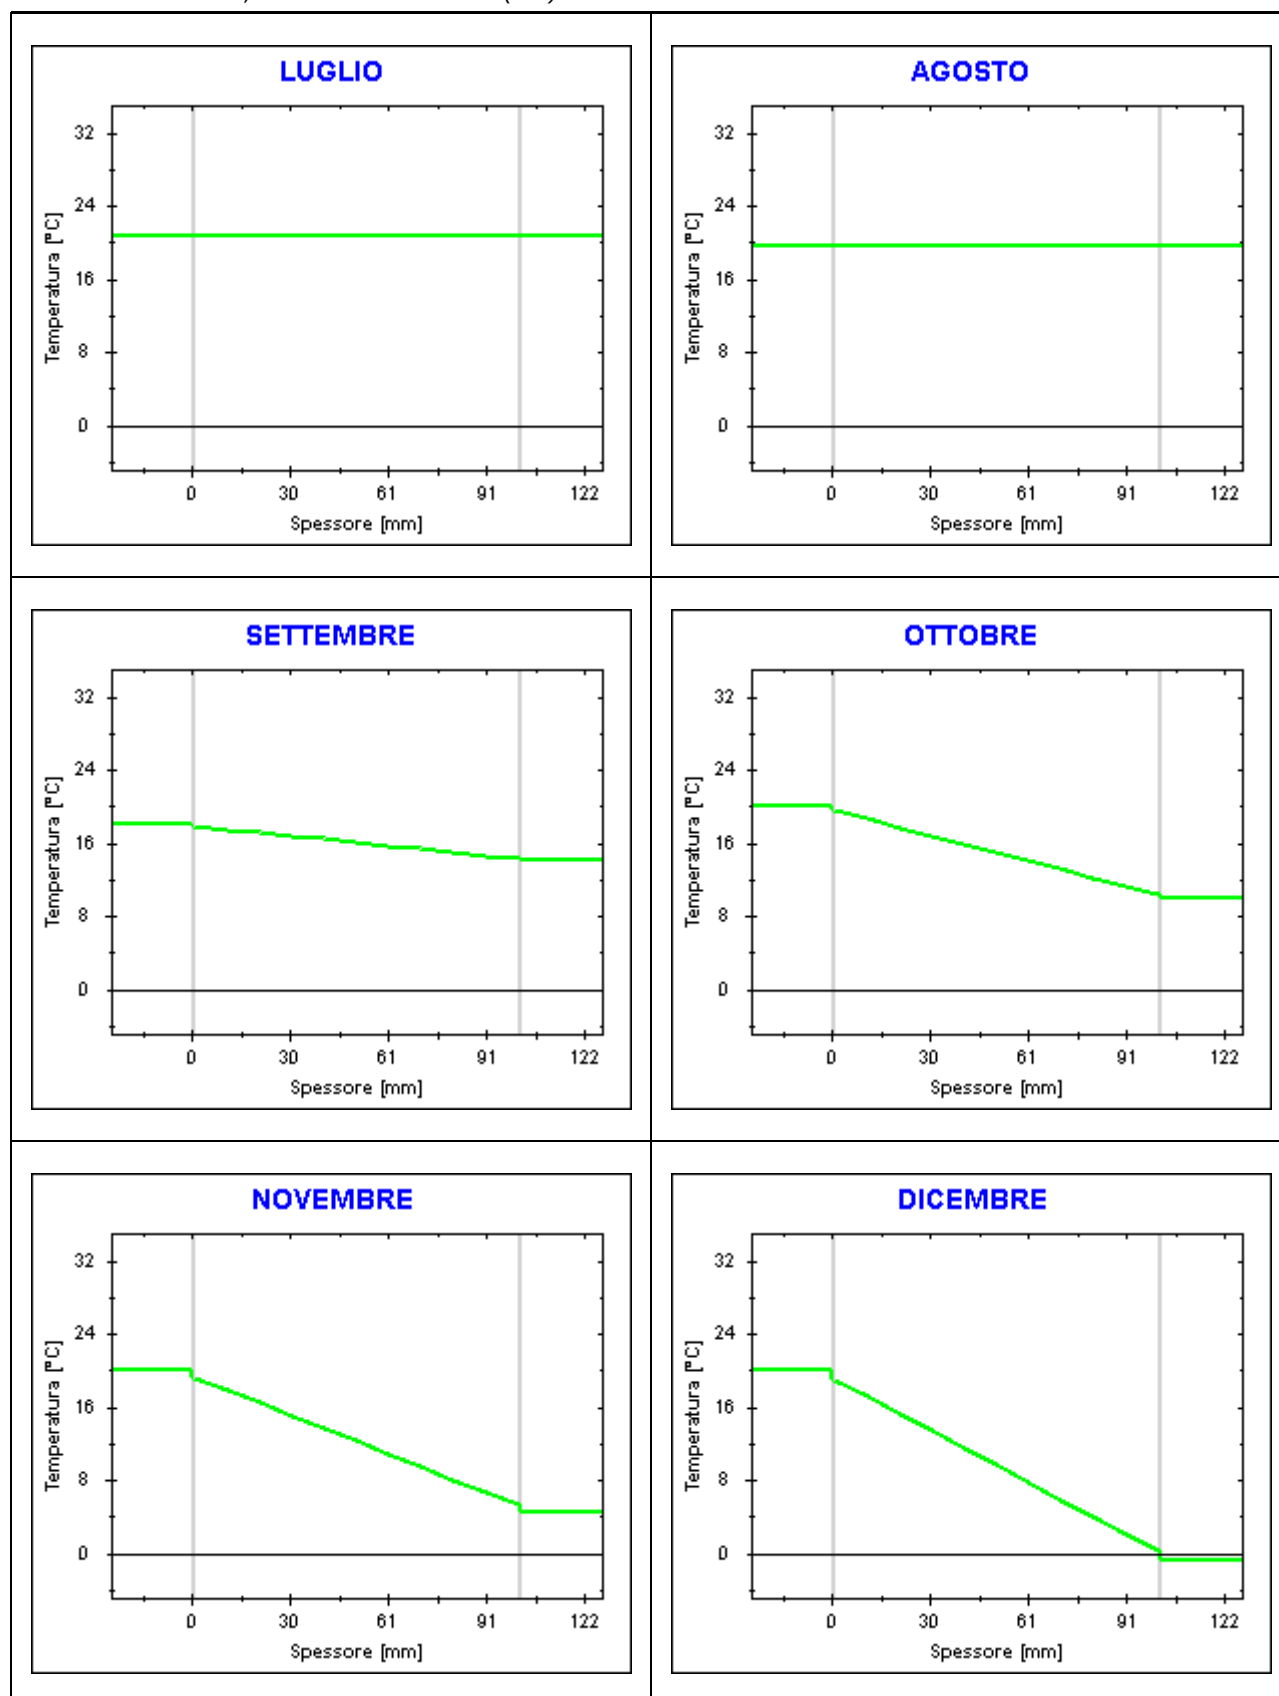 LUGLIO
32
24
16
8
0
Temperatura [°C]
0 30 61 91 122
Spessore [mm]
AGOSTO
32
24
16
8
0
Temperatura [°C]
0 30 61 91 122
Spessore [mm]
SETTEMBRE
32
24
16
8
0
Temperatura [°C]
0 30 61 91 122
Spessore [mm]
OTTOBRE
32
24
16
8
0
Temperatura [°C]
0 30 61 91 122
Spessore [mm]
NOVEMBRE
32
24
16
8
0
Temperatura [°C]
0 30 61 91 122
Spessore [mm]
DICEMBRE
32
24
16
8
0
Temperatura [°C]
0 30 61 91 122
Spessore [mm]